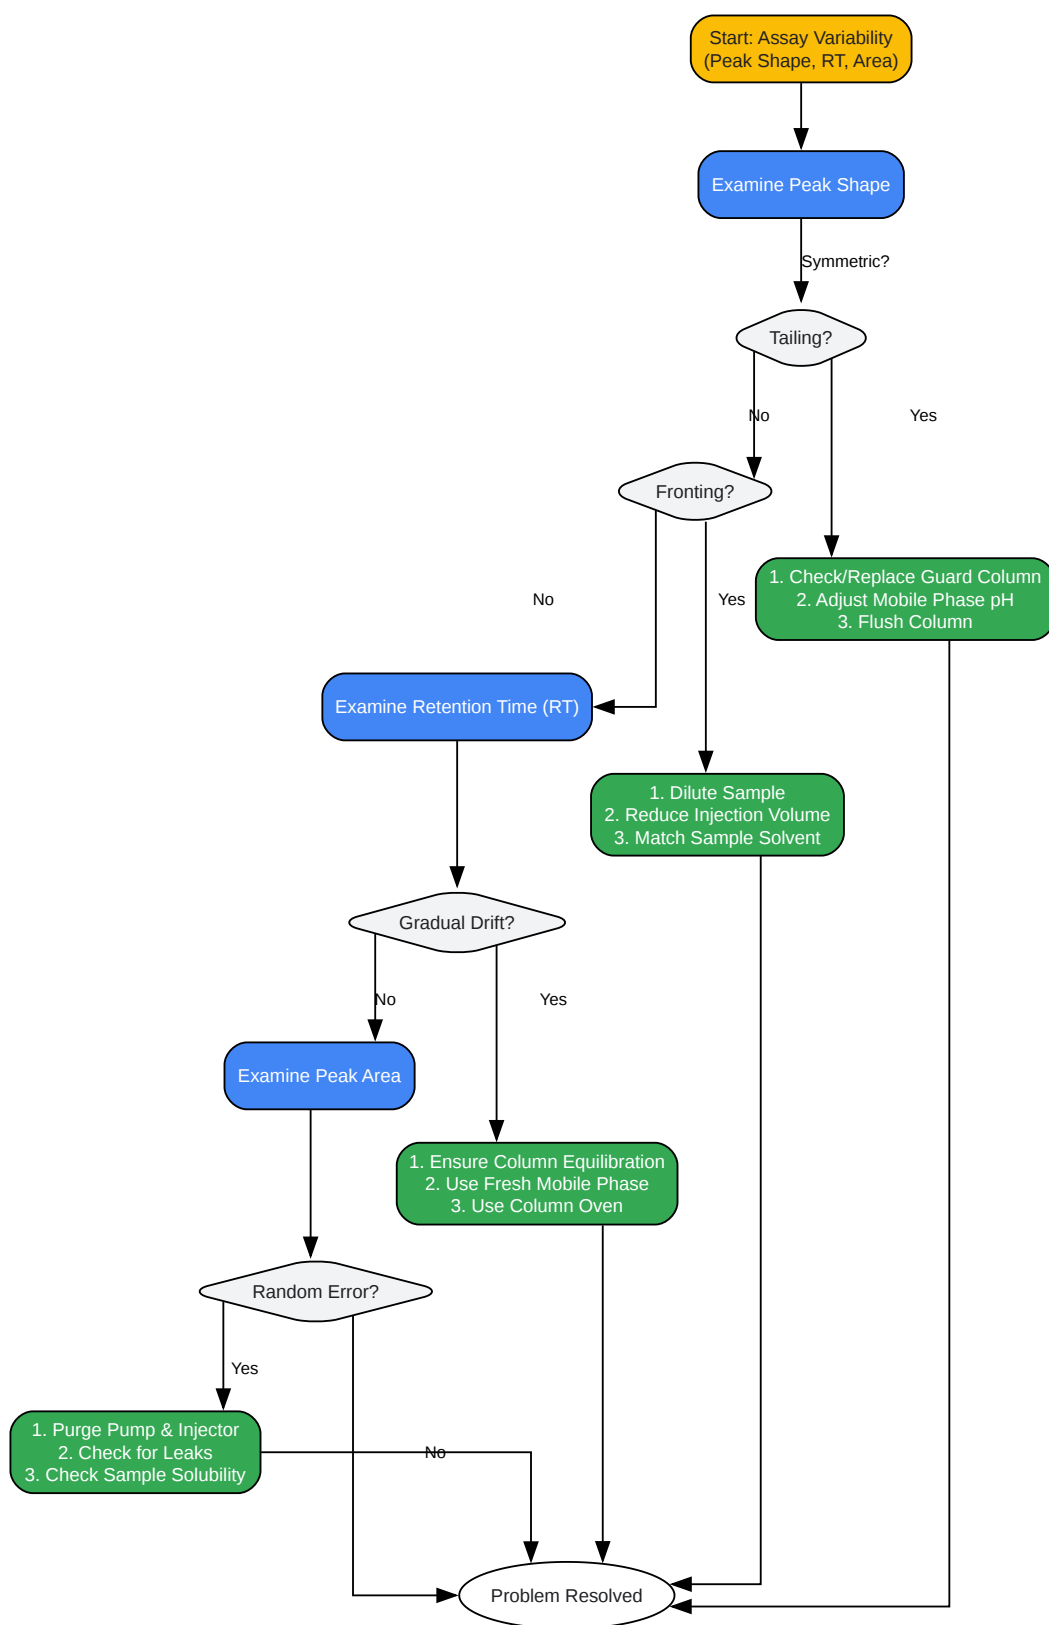 Start: Assay Variability
(Peak Shape, RT, Area)
Examine Peak Shape
Symmetric?
Tailing?
No
Yes
Fronting?
1. Check/Replace Guard Column
2. Adjust Mobile Phase pH
3. Flush Column
No
Yes
Examine Retention Time (RT)
1. Dilute Sample
2. Reduce Injection Volume
3. Match Sample Solvent
Gradual Drift?
No
Yes
Examine Peak Area
1. Ensure Column Equilibration
2. Use Fresh Mobile Phase
3. Use Column Oven
Random Error?
Yes
1. Purge Pump & Injector
2. Check for Leaks
3. Check Sample Solubility
No
Problem Resolved